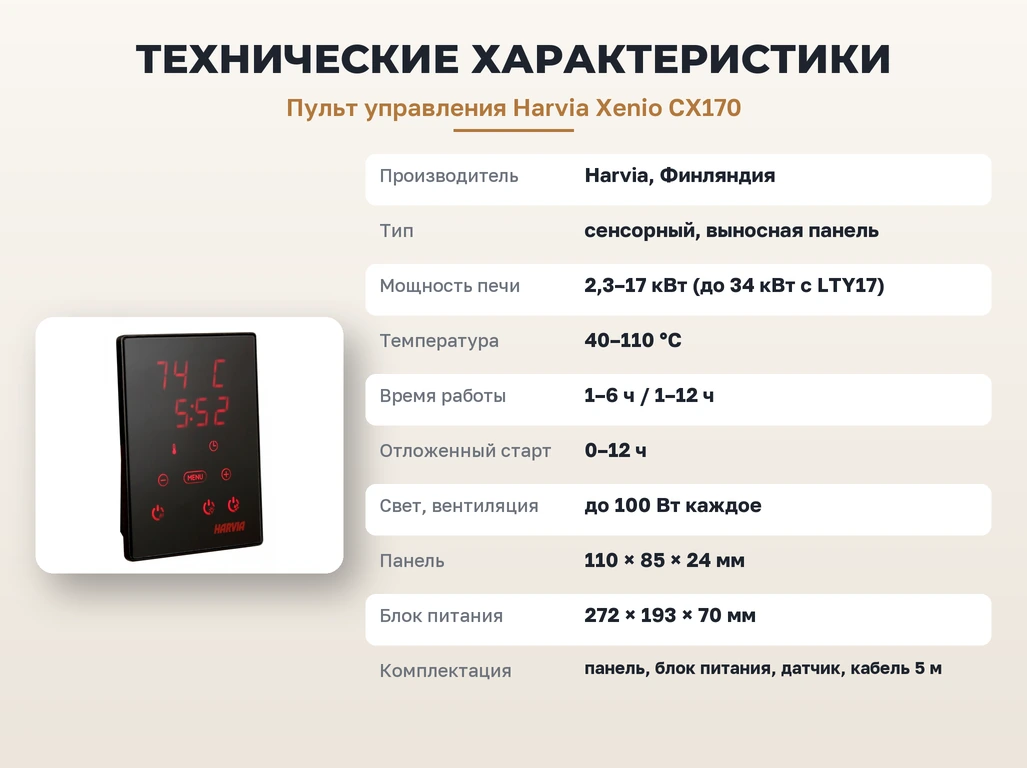 ТЕХНИЧЕСКИЕ ХАРАКТЕРИСТИКИ
Пульт управления Harvia Xenio CX170
Производитель Harvia, Финляндия
Тип сенсорный, выносная панель
Мощность печи 2,3–17 кВт (до 34 кВт с LTY17)
Температура 40–110 °C
Время работы 1–6 ч / 1–12 ч
Отложенный старт 0–12 ч
Свет, вентиляция до 100 Вт каждое
Панель 110 × 85 × 24 мм
Блок питания 272 × 193 × 70 мм
Комплектация панель, блок питания, датчик, кабель 5 м
74 C
5:52
MENU
HARVIA